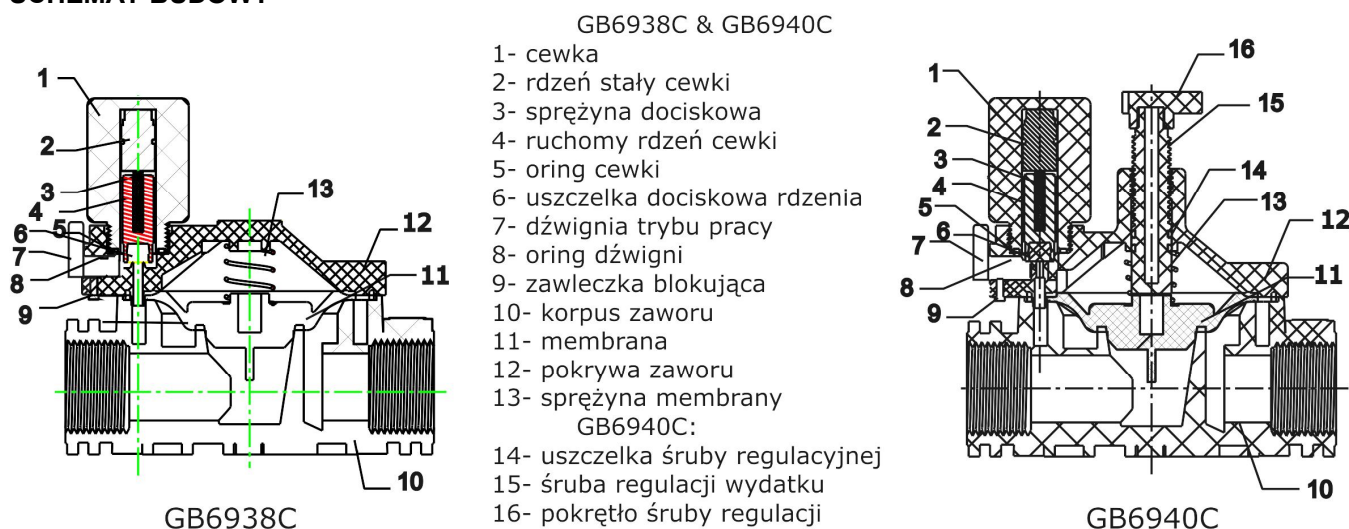 SCHEMAT BUDOWY
GB6938C & GB6940C
1- cewka
2- rdzeń stały cewki
3- sprężyna dociskowa
4- ruchomy rdzeń cewki
5- oring cewki
6- uszczelka dociskowa rdzenia
7- dźwignia trybu pracy
8- oring dźwigni
9- zawleczka blokująca
10- korpus zaworu
11- membrana
12- pokrywa zaworu
13- sprężyna membrany
GB6940C:
14- uszczelka śruby regulacyjnej
15- śruba regulacji wydatku
16- pokrętło śruby regulacji
1
2
3
4
5
6
7
8
9
13
12
11
10
GB6938C
1
2
3
4
5
6
7
8
9
16
15
14
13
12
11
10
GB6940C